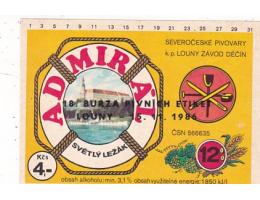 1 3 5 7 9 11 13 15 17 19 21 23 25 27 29 31
ADMIRÁL
SEVEROČESKÉ PIVOVARY
k. p. LOUNY ZÁVOD DĚČÍN
18. BURZA PIVNÍCH ETIKET
LOUNY 1986
ČSN 566635
SVĚTLÝ LEŽÁK
Kčs
4,-
12%
obsah alkoholu: min. 3,1% obsah využitelné energie: 1850 kJ/l